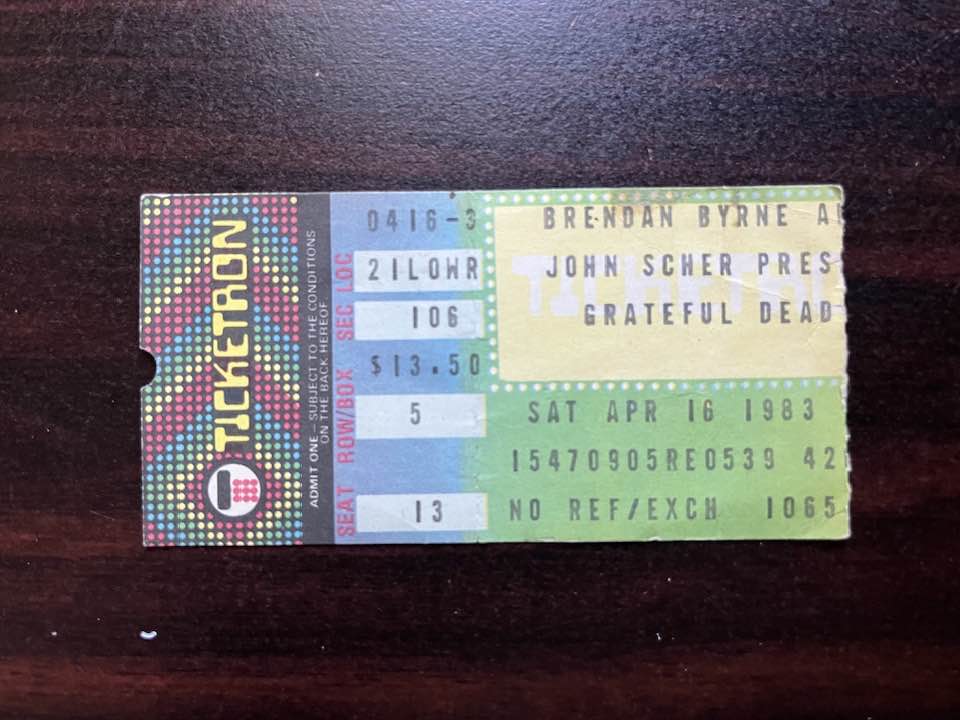 TICKETRON
ADMIT ONE — SUBJECT TO THE CONDITIONS
ON THE BACK HEREOF.
SEAT ROW/BOX SEC LOC
0416-3
21LOWR
106
$13.50
5
13
TICKETRO
BRENDAN BYRNE A
JOHN SCHER PRES
GRATEFUL DEAD
SAT APR 16 1983
15470905RE0539 42
NO REF/EXCH 1065